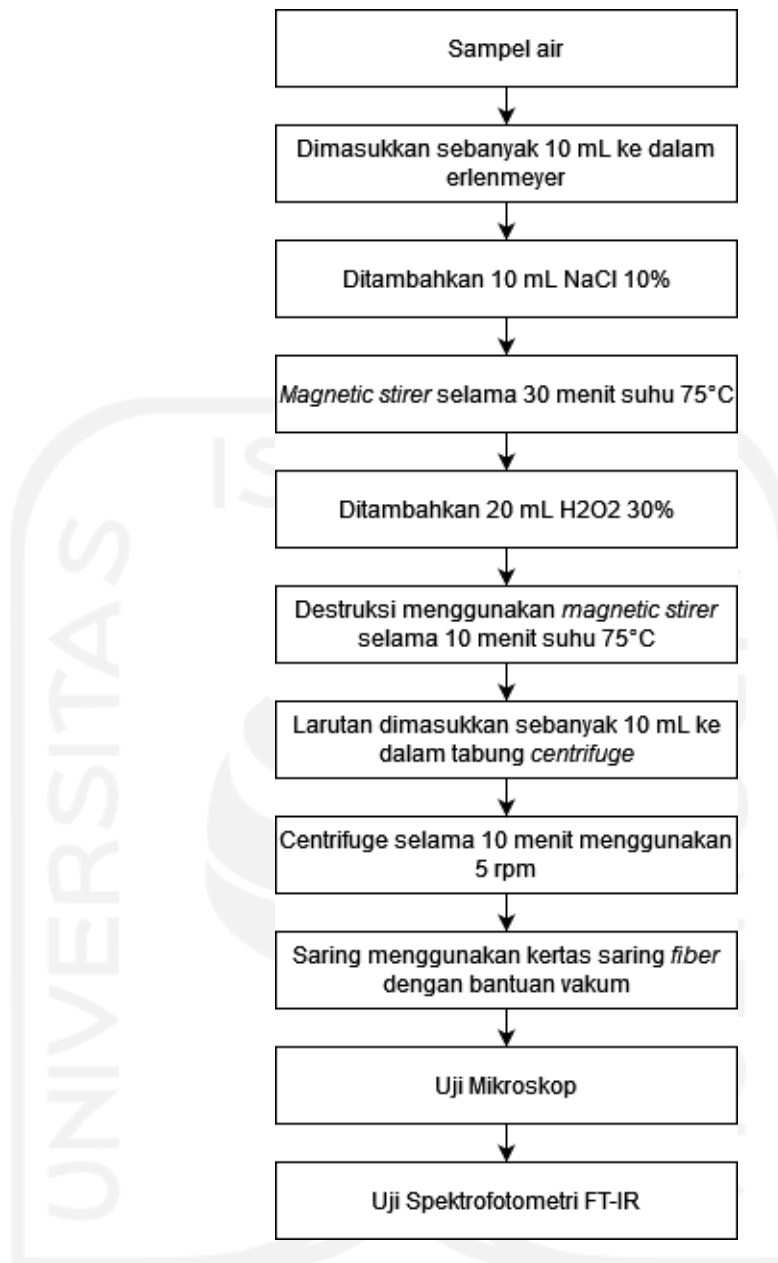 Sampel air
Dimasukkan sebanyak 10 mL ke dalam
erlenmeyer
Ditambahkan 10 mL NaCl 10%
Magnetic stirer selama 30 menit suhu 75°C
Ditambahkan 20 mL H2O2 30%
Destruksi menggunakan magnetic stirer
selama 10 menit suhu 75°C
Larutan dimasukkan sebanyak 10 mL ke
dalam tabung centrifuge
Centrifuge selama 10 menit menggunakan
5 rpm
Saring menggunakan kertas saring fiber
dengan bantuan vakum
Uji Mikroskop
Uji Spektrofotometri FT-IR
UNIVERSITAS